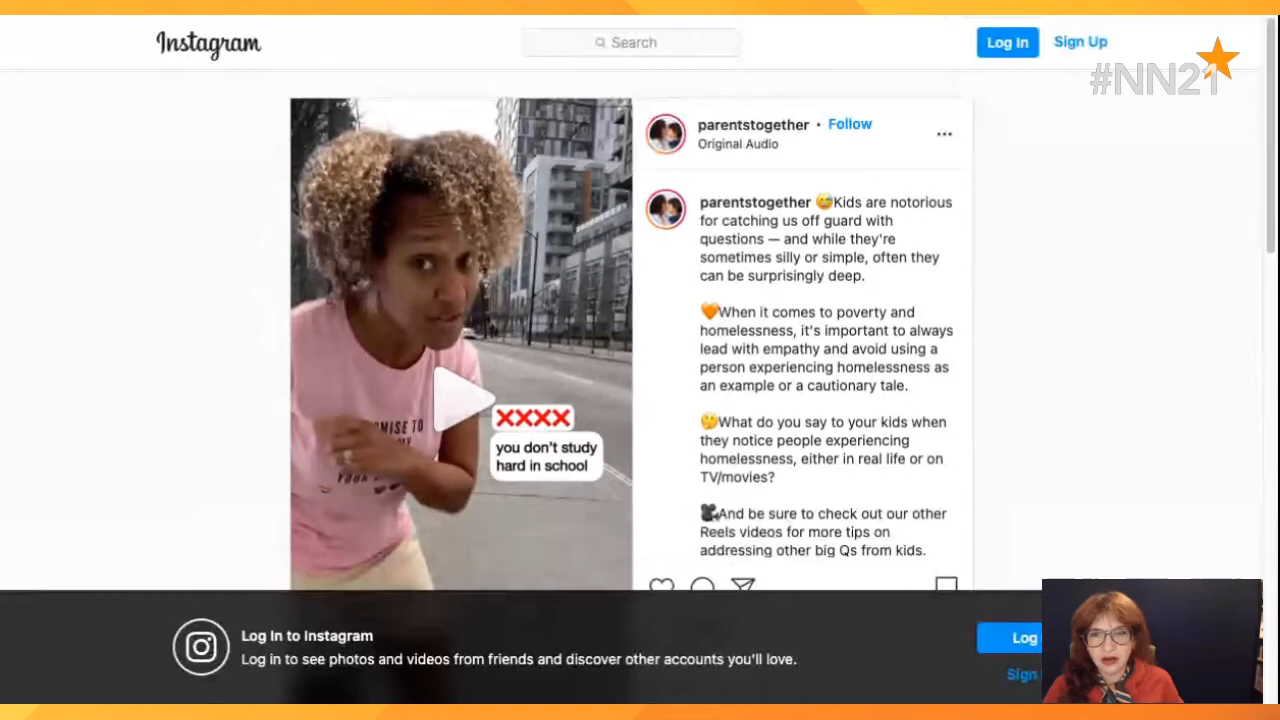 Instagram
Search
Log In
Sign Up
#NN21
parentstogether • Follow
Original Audio
parentstogether 😅Kids are notorious
for catching us off guard with
questions — and while they're
sometimes silly or simple, often they
can be surprisingly deep.
🧡When it comes to poverty and
homelessness, it's important to always
lead with empathy and avoid using a
person experiencing homelessness as
an example or a cautionary tale.
🤔What do you say to your kids when
they notice people experiencing
homelessness, either in real life or on
TV/movies?
🎥And be sure to check out our other
Reels videos for more tips on
addressing other big Qs from kids.
MISE TO
YOUR
❌❌❌❌
you don't study
hard in school
Log In to Instagram
Log in to see photos and videos from friends and discover other accounts you'll love.
Log
Sign